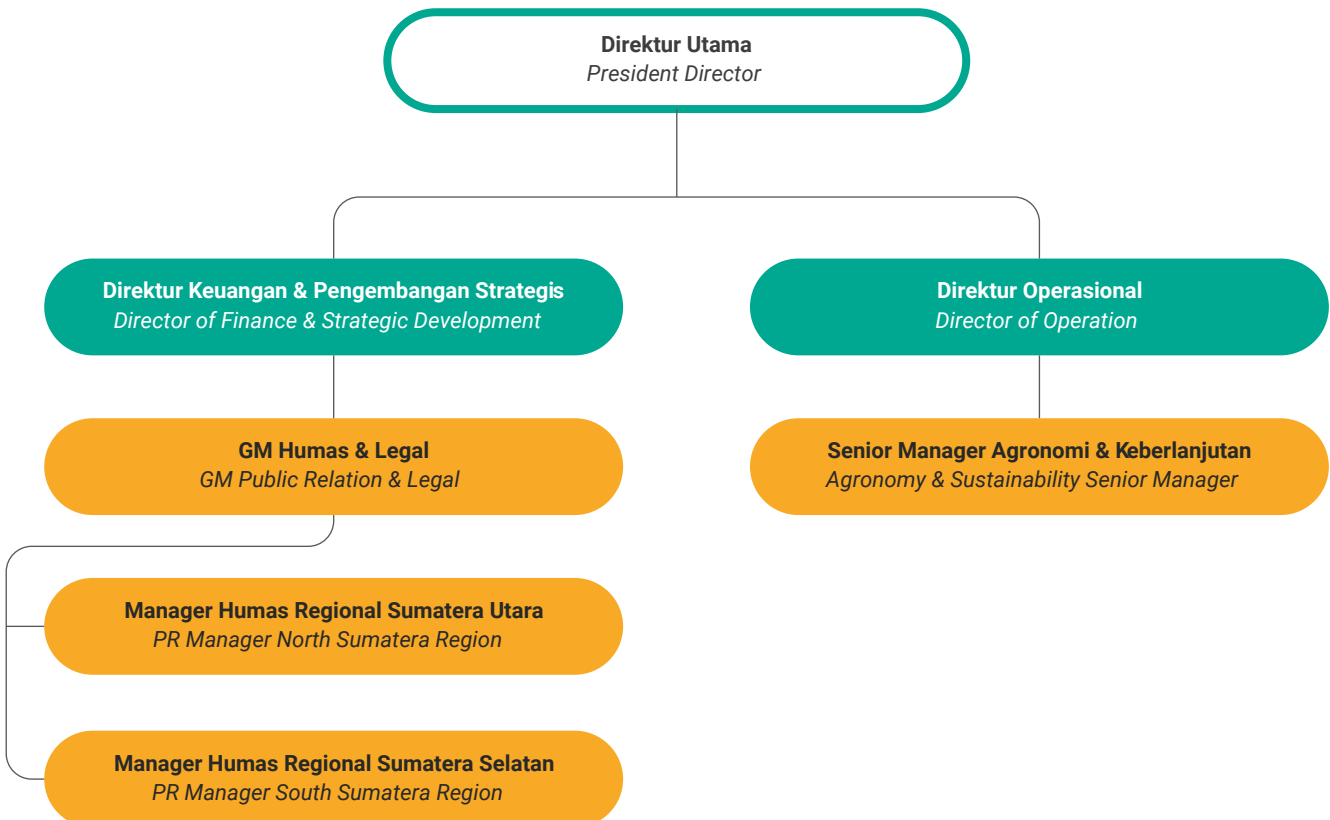 Direktur Utama
President Director
Direktur Keuangan & Pengembangan Strategis
Director of Finance & Strategic Development
Direktur Operasional
Director of Operation
GM Humas & Legal
GM Public Relation & Legal
Senior Manager Agronomi & Keberlanjutan
Agronomy & Sustainability Senior Manager
Manager Humas Regional Sumatera Utara
PR Manager North Sumatera Region
Manager Humas Regional Sumatera Selatan
PR Manager South Sumatera Region